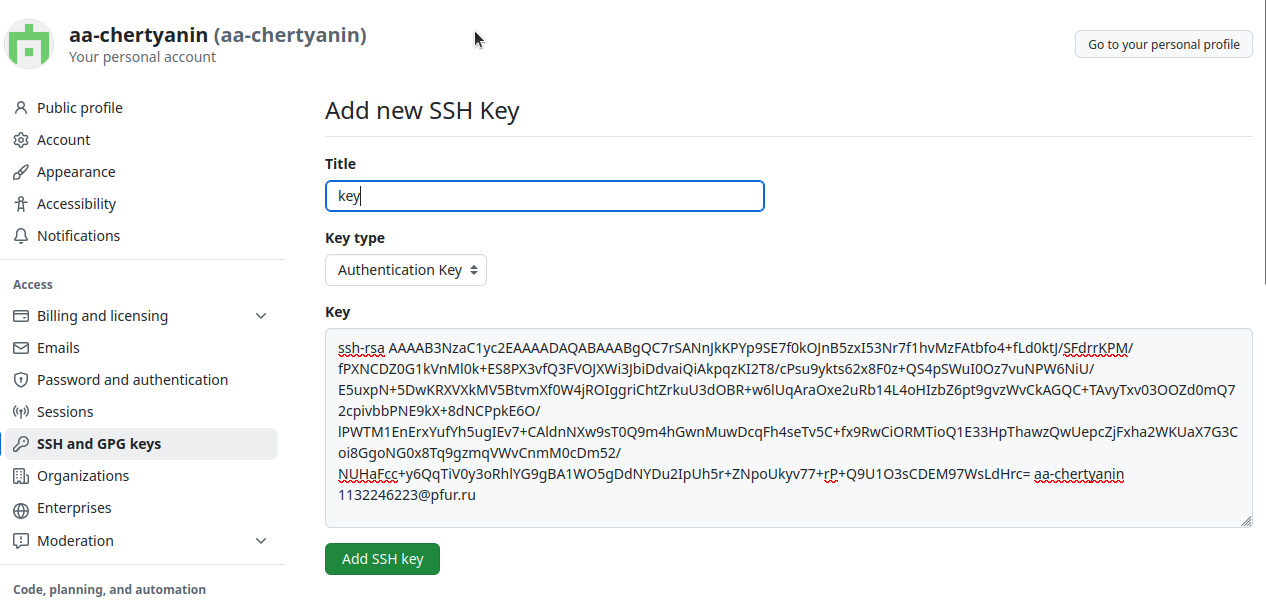 aa-chertyanin (aa-chertyanin)
Your personal account
Go to your personal profile
Public profile
Account
Appearance
Accessibility
Notifications
Access
Billing and licensing
Emails
Password and authentication
Sessions
SSH and GPG keys
Organizations
Enterprises
Moderation
Code, planning, and automation
Add new SSH Key
Title
key
Key type
Authentication Key
Key
ssh-rsa AAAAB3NzaC1yc2EAAAADAQABAAABgQC7rSANnJkKPYp9SE7f0kOJnB5zxI53Nr7f1hvMzFAtbfo4+fLd0ktJ/SFdrrKPM/
fPXNCDZ0G1kVnMl0k+ES8PX3vfQ3FVOJXWi3JbiDdvaiQiAkpqzKI2T8/cPsu9ykts62x8F0z+QS4pSWuI0Oz7vuNPW6NiU/
E5uxpN+5DwKRXVXkMV5BtvmXf0W4jROIggriChtZrkuU3dOBR+w6lUqAraOxe2uRb14L4oHIzbZ6pt9gvzWvCkAGQC+TAvyTxv03OOZd0mQ7
2cpivbbPNE9kX+8dNCPpkE6O/
lPWTM1EnErxYufYh5ugIEv7+CAldnNXw9sT0Q9m4hGwnMuwDcqFh4seTv5C+fx9RwCiORMTioQ1E33HpThawzQwUepcZjFxha2WKUaX7G3C
oi8GgoNG0x8Tq9gzmqVWvCnmM0cDm52/
NUHaFcc+y6QqTiV0y3oRhlYG9gBA1WO5gDdNYDu2IpUh5r+ZNpoUkyv77+rP+Q9U1O3sCDEM97WsLdHrc= aa-chertyanin
1132246223@pfur.ru
Add SSH key